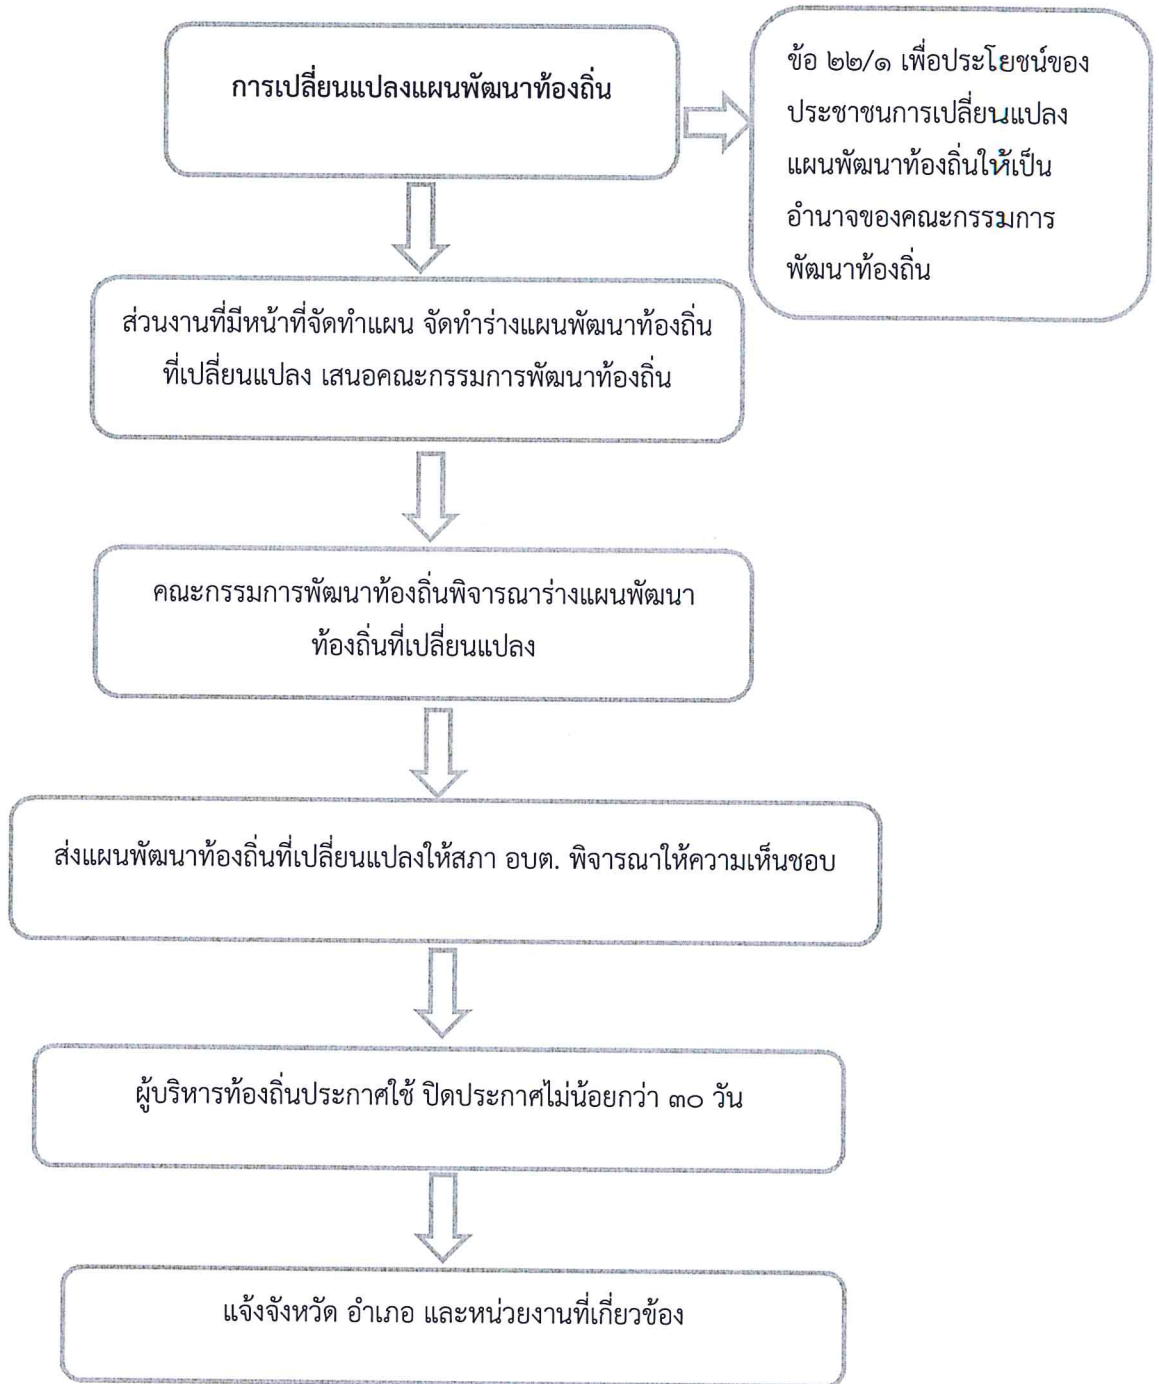 การเปลี่ยนแปลงแผนพัฒนาท้องถิ่น
ข้อ ๒๒/๑ เพื่อประโยชน์ของ
ประชาชนการเปลี่ยนแปลง
แผนพัฒนาท้องถิ่นให้เป็น
อำนาจของคณะกรรมการ
พัฒนาท้องถิ่น
ส่วนงานที่มีหน้าที่จัดทำแผน จัดทำร่างแผนพัฒนาท้องถิ่น
ที่เปลี่ยนแปลง เสนอคณะกรรมการพัฒนาท้องถิ่น
คณะกรรมการพัฒนาท้องถิ่นพิจารณาร่างแผนพัฒนา
ท้องถิ่นที่เปลี่ยนแปลง
ส่งแผนพัฒนาท้องถิ่นที่เปลี่ยนแปลงให้สภา อบต. พิจารณาให้ความเห็นชอบ
ผู้บริหารท้องถิ่นประกาศใช้ ปิดประกาศไม่น้อยกว่า ๓๐ วัน
แจ้งจังหวัด อำเภอ และหน่วยงานที่เกี่ยวข้อง